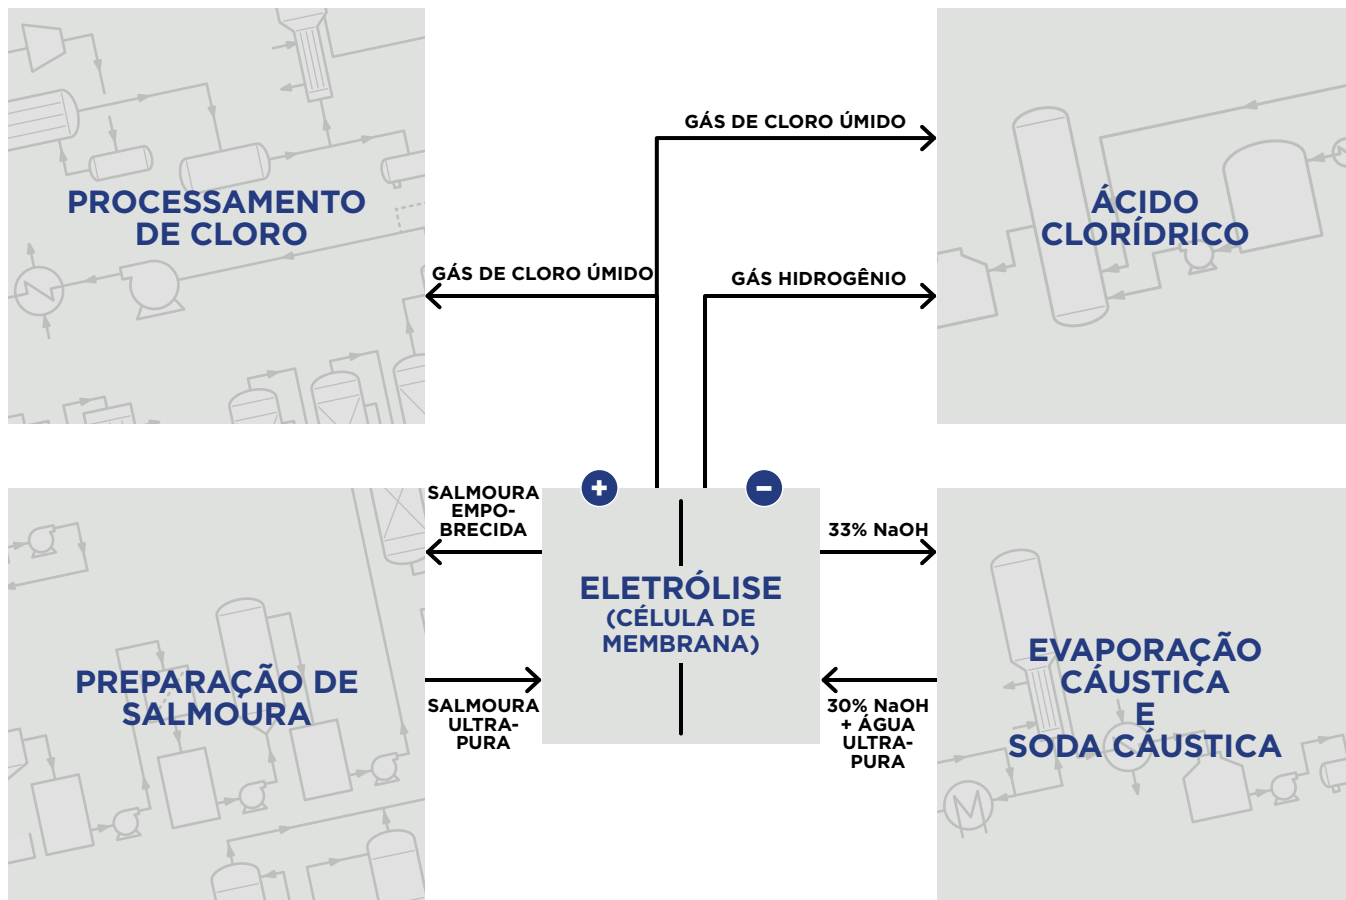 PROCESSAMENTO
DE CLORO
GÁS DE CLORO ÚMIDO
GÁS DE CLORO ÚMIDO
GÁS HIDROGÊNIO
ÁCIDO
CLORÍDRICO
PREPARAÇÃO DE
SALMOURA
SALMOURA
EMPO-
BRECIDA
SALMOURA
ULTRA-
PURA
+
−
ELETRÓLISE
(CÉLULA DE
MEMBRANA)
33% NaOH
30% NaOH
+ ÁGUA
ULTRA-
PURA
EVAPORAÇÃO
CÁUSTICA
E
SODA CÁUSTICA